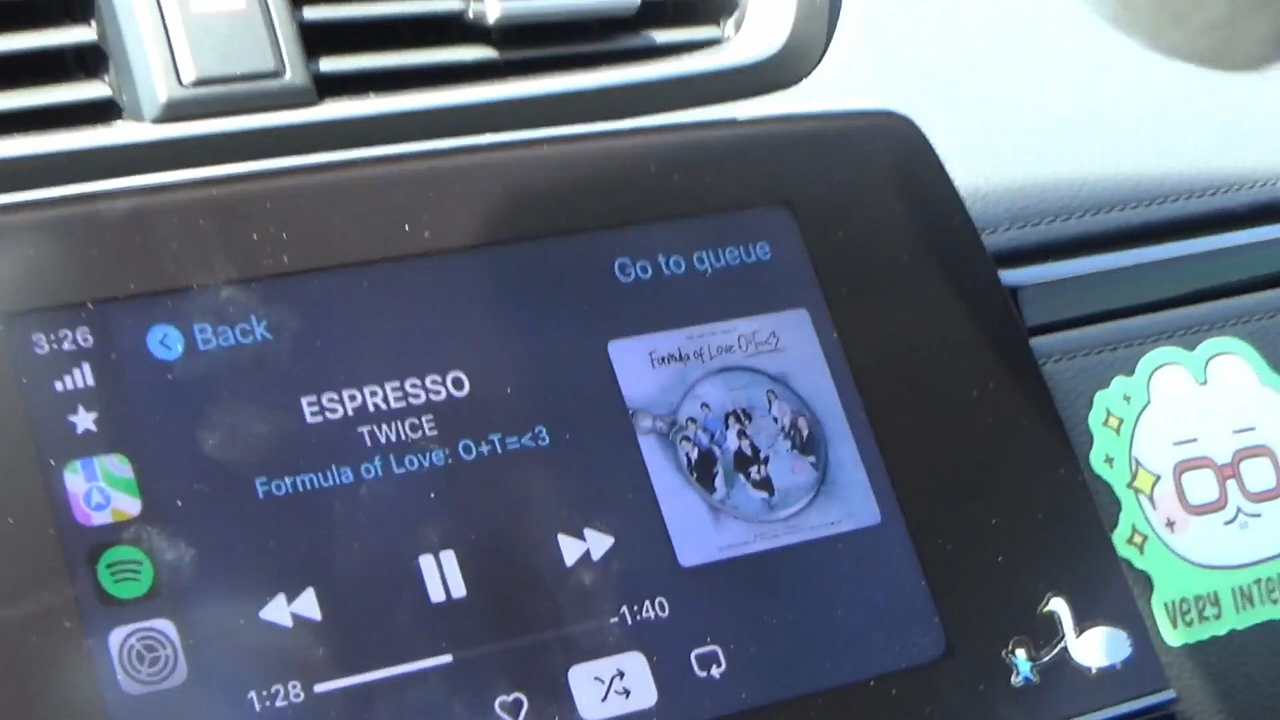 Go to queue
3:26
Back
ESPRESSO
TWICE
Formula of Love: O+T=<3
Formula of Love O+T=<3
-1:40
1:28
VERY